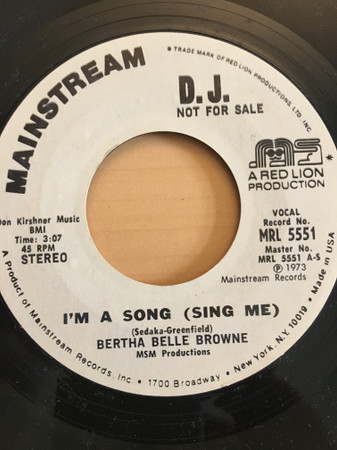 MAINSTREAM
* TRADE MARK OF RED LION PRODUCTIONS, LTD., INC.
D.J.
NOT FOR SALE
MS
A RED LION
PRODUCTION
Don Kirshner Music
BMI
Time: 3:07
45 RPM
STEREO
VOCAL
Record No.
MRL 5551
Master No.
MRL 5551 A-S
℗ 1973
Mainstream Records
I'M A SONG (SING ME)
(Sedaka-Greenfield)
BERTHA BELLE BROWNE
MSM Productions
A Product of Mainstream Records, Inc. • 1700 Broadway • New York, N.Y. 10019 • Made in U.S.A.